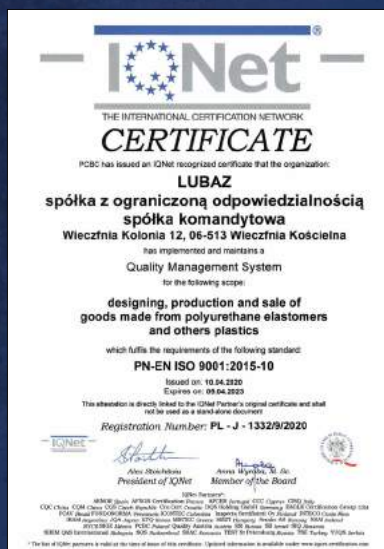 IQNet
®
THE INTERNATIONAL CERTIFICATION NETWORK
CERTIFICATE
PCBC has issued an IQNet recognized certificate that the organization:
LUBAZ
spółka z ograniczoną odpowiedzialnością
spółka komandytowa
Wieczfnia Kolonia 12, 06-513 Wieczfnia Kościelna
has implemented and maintains a
Quality Management System
for the following scope:
designing, production and sale of
goods made from polyurethane elastomers
and others plastics
which fulfils the requirements of the following standard:
PN-EN ISO 9001:2015-10
Issued on: 10.04.2020
Expires on: 09.04.2023
This attestation is directly linked to the IQNet Partner's original certificate and shall
not be used as a stand-alone document
Registration Number: PL - J - 1332/9/2020
IQNet
Alex Stoichitoiu
President of IQNet
Anna Wyroba, M. Sc.
Member of the Board
IQNet Partners*: